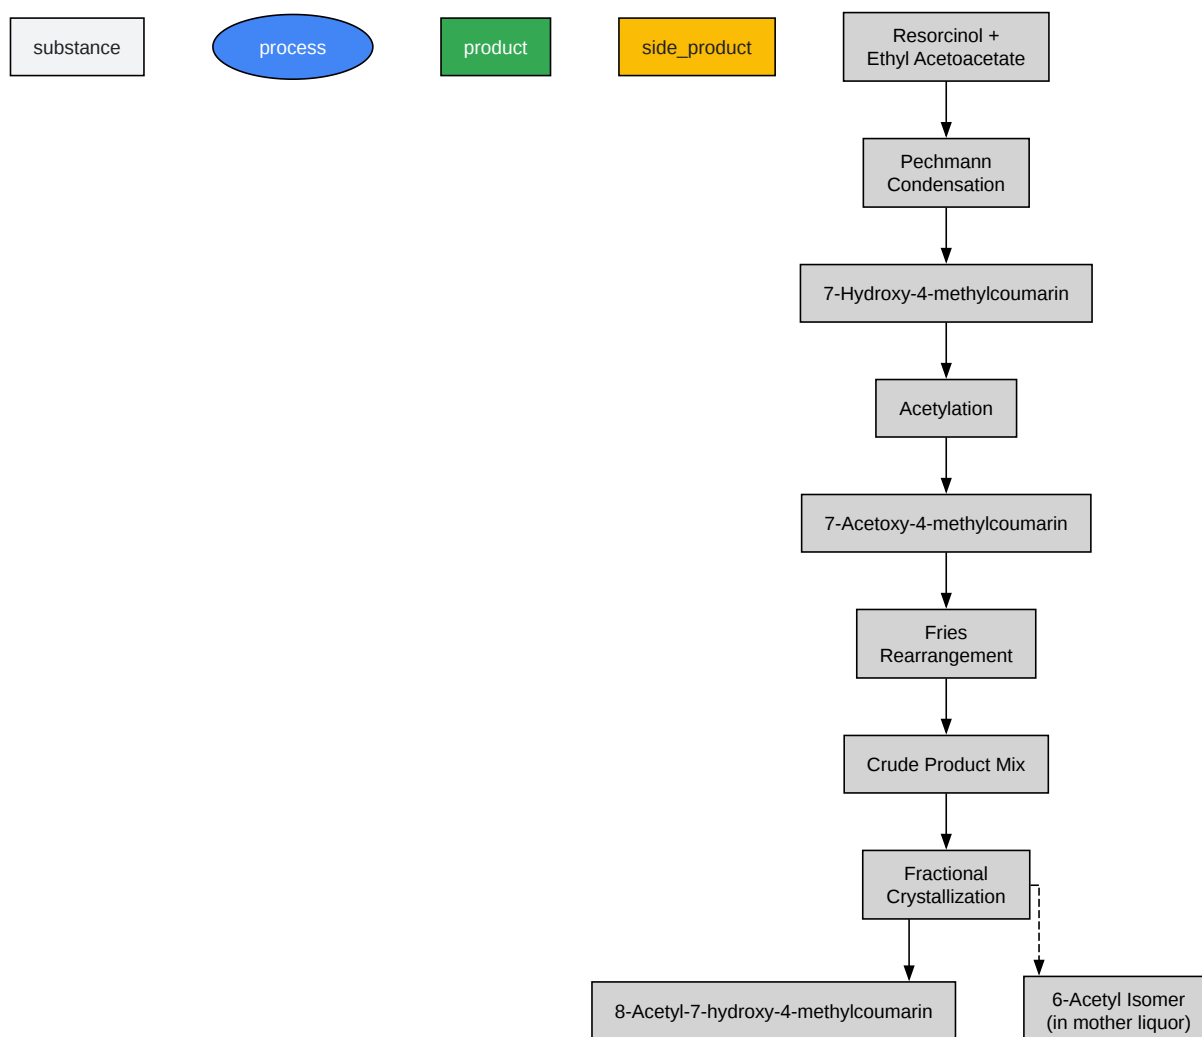 substance
process
product
side_product
Resorcinol +
Ethyl Acetoacetate
Pechmann
Condensation
7-Hydroxy-4-methylcoumarin
Acetylation
7-Acetoxy-4-methylcoumarin
Fries
Rearrangement
Crude Product Mix
Fractional
Crystallization
8-Acetyl-7-hydroxy-4-methylcoumarin
6-Acetyl Isomer
(in mother liquor)